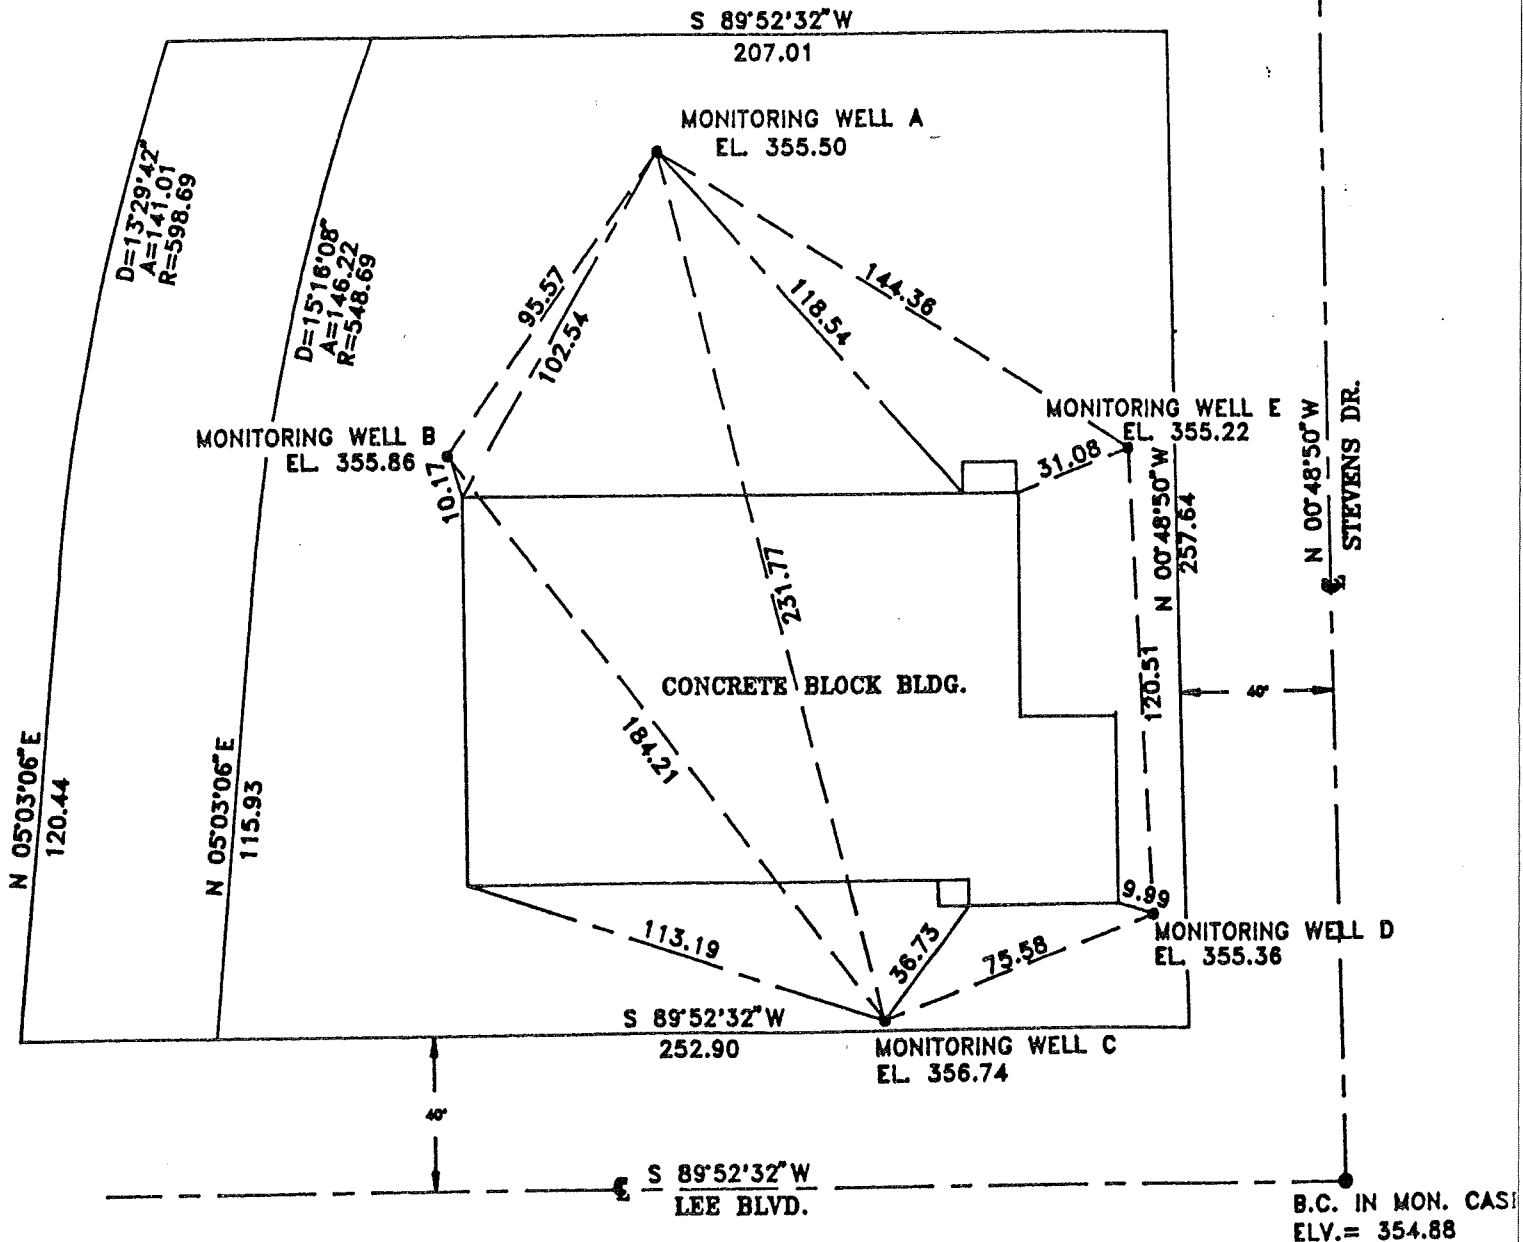 S 89°52'32"W
207.01
MONITORING WELL A
EL. 355.50
D=13°29'42"
A=141.01
R=598.69
D=15°16'08"
A=146.22
R=548.69
95.57
102.54
118.54
144.36
MONITORING WELL E
EL. 355.22
MONITORING WELL B
EL. 355.86
10.17
31.08
N 00°48'50"W
257.64
N 00°48'50"W
STEVENS DR.
231.77
CONCRETE BLOCK BLDG.
120.51
40'
184.21
N 05°03'06"E
120.44
N 05°03'06"E
115.93
9.99
MONITORING WELL D
EL. 355.36
113.19
36.73
75.58
S 89°52'32"W
252.90
MONITORING WELL C
EL. 356.74
40'
S 89°52'32"W
LEE BLVD.
B.C. IN MON. CAS
ELV.= 354.88